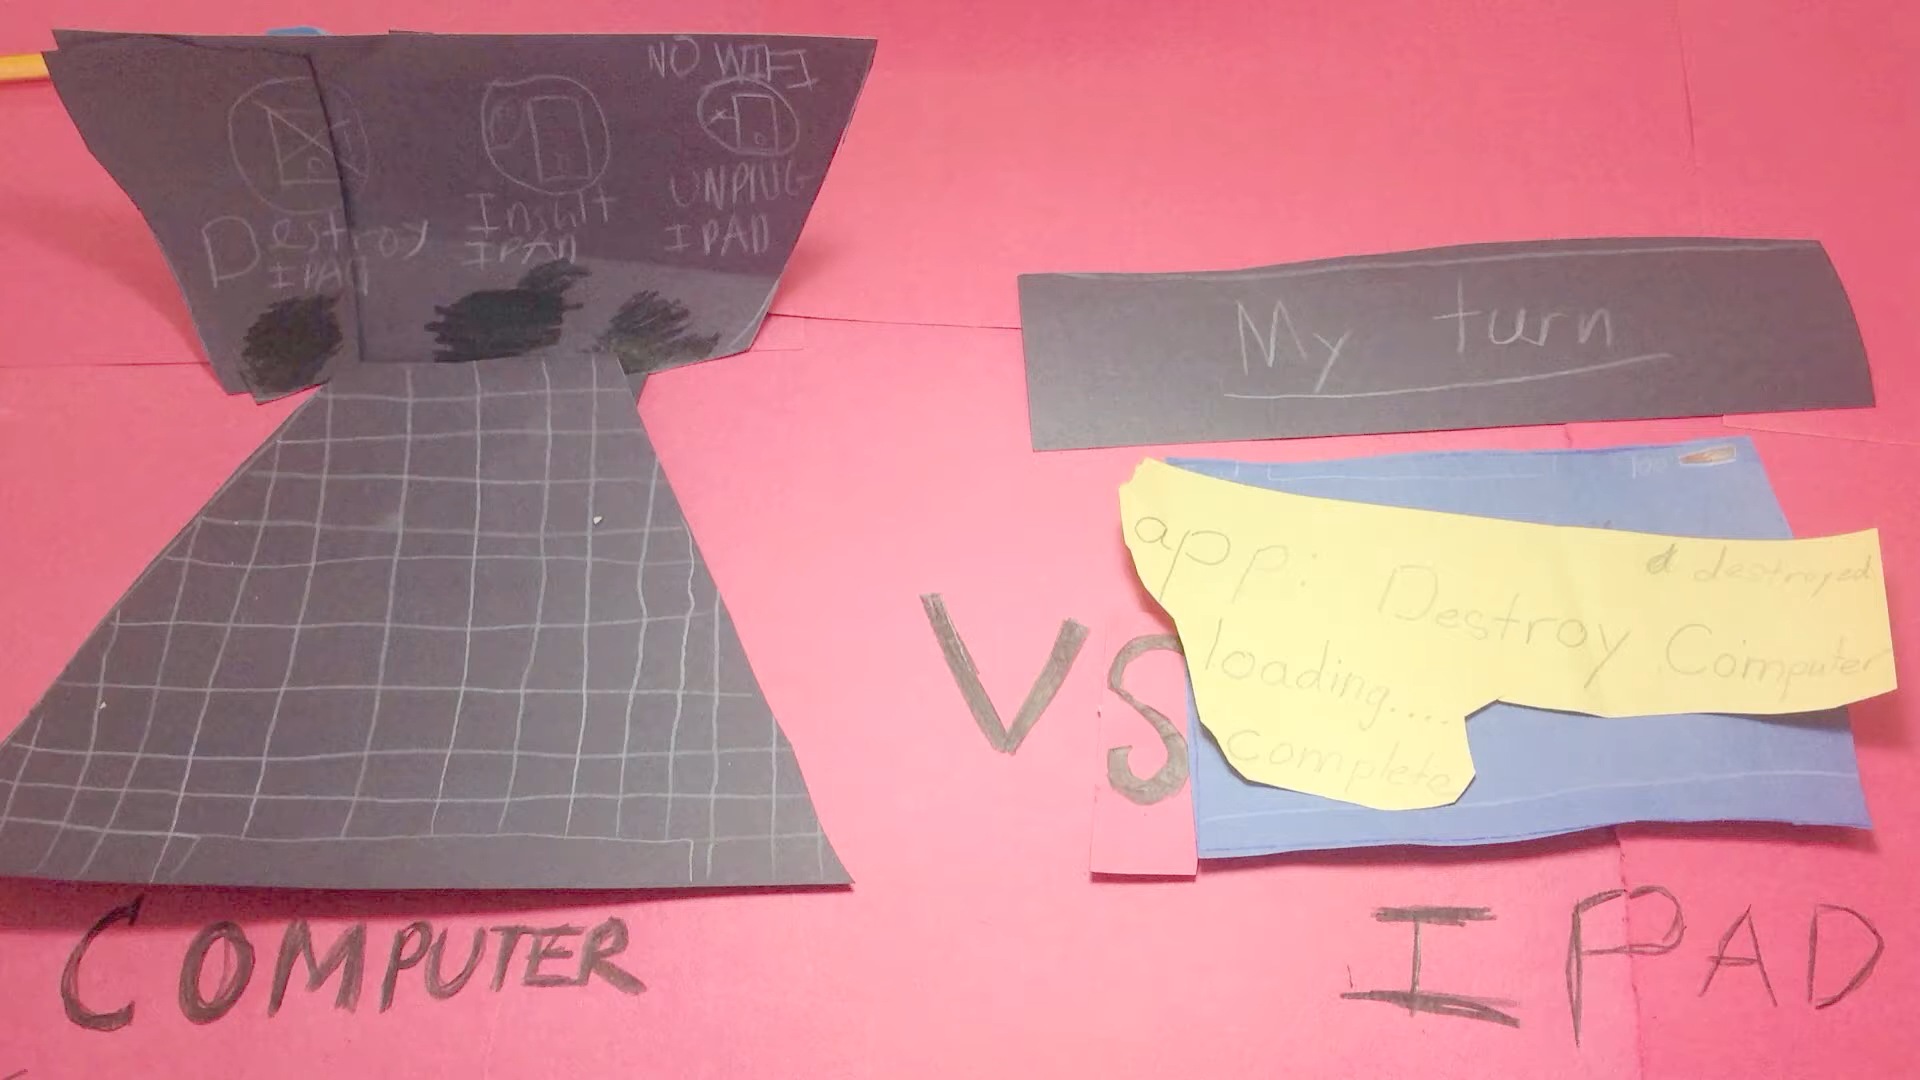 NO WIFI
Destroy
IPAD
Insult
IPAD
UNPLUG
IPAD
My turn
100
app: Destroy Computer
destroyed
loading....
complete
VS
COMPUTER
IPAD